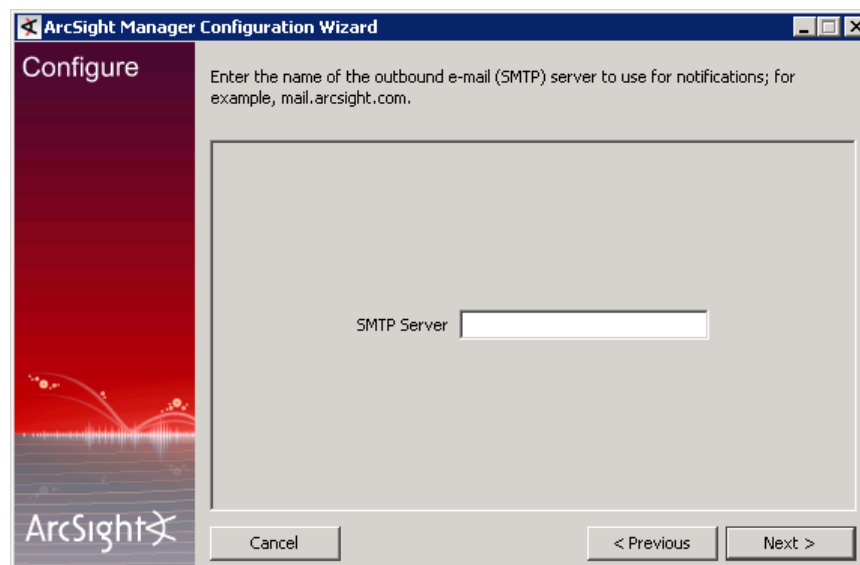 ArcSight Manager Configuration Wizard
Configure
Enter the name of the outbound e-mail (SMTP) server to use for notifications; for
example, mail.arcsight.com.
SMTP Server
ArcSight
Cancel
< Previous
Next >